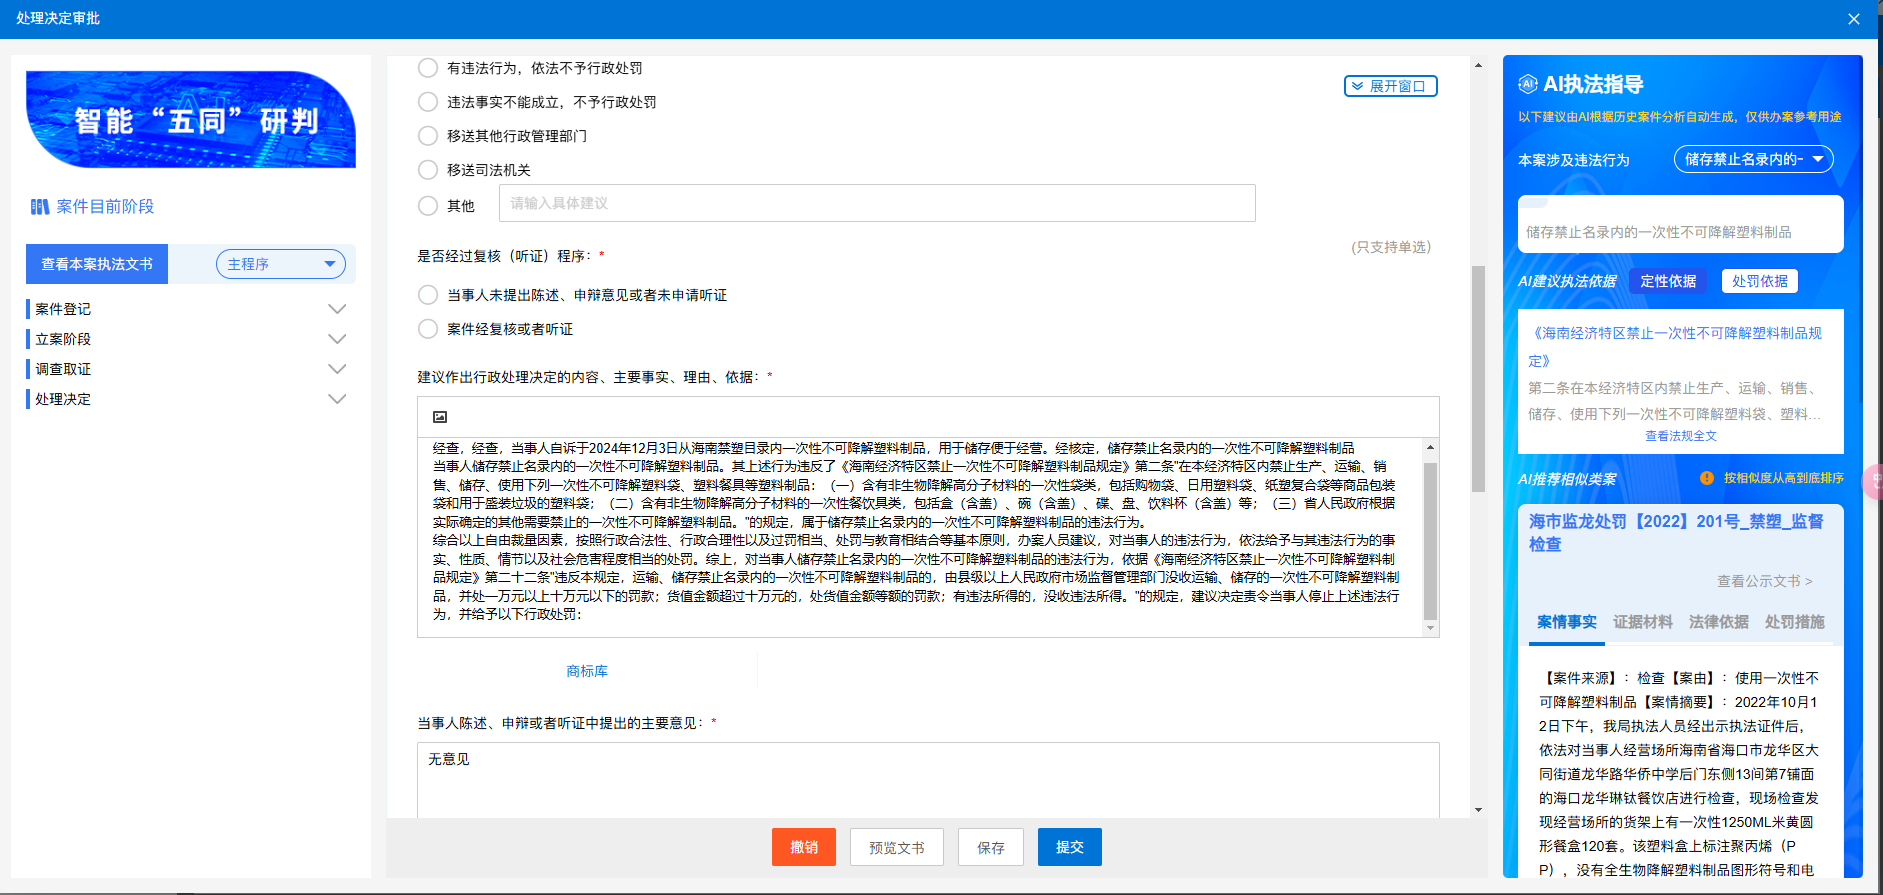 处理决定审批
智能“五同”研判
案件目前阶段
查看本案执法文书
主程序
案件登记
立案阶段
调查取证
处理决定
有违法行为，依法不予行政处罚
展开窗口
违法事实不能成立，不予行政处罚
移送其他行政管理部门
移送司法机关
其他
请输入具体建议
是否经过复核（听证）程序：*
(只支持单选)
当事人未提出陈述、申辩意见或者未申请听证
案件经复核或者听证
建议作出行政处理决定的内容、主要事实、理由、依据：*
经查，经查，当事人自诉于2024年12月3日从海南禁塑目录内一次性不可降解塑料制品，用于储存便于经营。经核定，储存禁止名录内的一次性不可降解塑料制品
当事人储存禁止名录内的一次性不可降解塑料制品。其上述行为违反了《海南经济特区禁止一次性不可降解塑料制品规定》第二条"在本经济特区内禁止生产、运输、销
售、储存、使用下列一次性不可降解塑料袋、塑料餐具等塑料制品：（一）含有非生物降解高分子材料的一次性袋类，包括购物袋、日用塑料袋、纸塑复合袋等商品包装
袋和用于盛装垃圾的塑料袋；（二）含有非生物降解高分子材料的一次性餐饮具类，包括盒（含盖）、碗（含盖）、碟、盘、饮料杯（含盖）等；（三）省人民政府根据
实际确定的其他需要禁止的一次性不可降解塑料制品。"的规定，属于储存禁止名录内的一次性不可降解塑料制品的违法行为。
综合以上自由裁量因素，按照行政合法性、行政合理性以及过罚相当、处罚与教育相结合等基本原则，办案人员建议，对当事人的违法行为，依法给予与其违法行为的事
实、性质、情节以及社会危害程度相当的处罚。综上，对当事人储存禁止名录内的一次性不可降解塑料制品的违法行为，依据《海南经济特区禁止一次性不可降解塑料制
品规定》第二十二条"违反本规定，运输、储存禁止名录内的一次性不可降解塑料制品的，由县级以上人民政府市场监督管理部门没收运输、储存的一次性不可降解塑料制
品，并处一万元以上十万元以下的罚款；货值金额超过十万元的，处货值金额等额的罚款；有违法所得的，没收违法所得。"的规定，建议决定责令当事人停止上述违法行
为，并给予以下行政处罚：
商标库
当事人陈述、申辩或者听证中提出的主要意见：*
无意见
撤销
预览文书
保存
提交
AI执法指导
以下建议由AI根据历史案件分析自动生成，仅供办案参考用途
本案涉及违法行为
储存禁止名录内的一
储存禁止名录内的一次性不可降解塑料制品
AI建议执法依据
定性依据
处罚依据
《海南经济特区禁止一次性不可降解塑料制品规
定》
第二条在本经济特区内禁止生产、运输、销售、
储存、使用下列一次性不可降解塑料袋、塑料...
查看法规全文
AI推荐相似类案
按相似度从高到底排序
海市监龙处罚【2022】201号_禁塑_监督
检查
查看公示文书 >
案情事实
证据材料
法律依据
处罚措施
【案件来源】：检查【案由】：使用一次性不
可降解塑料制品【案情摘要】：2022年10月1
2日下午，我局执法人员经出示执法证件后，
依法对当事人经营场所海南省海口市龙华区大
同街道龙华路华侨中学后门东侧13间第7铺面
的海口龙华琳钛餐饮店进行检查，现场检查发
现经营场所的货架上有一次性1250ML米黄圆
形餐盒120套。该塑料盒上标注聚丙烯（P
P），没有全生物降解塑料制品图形符号和电